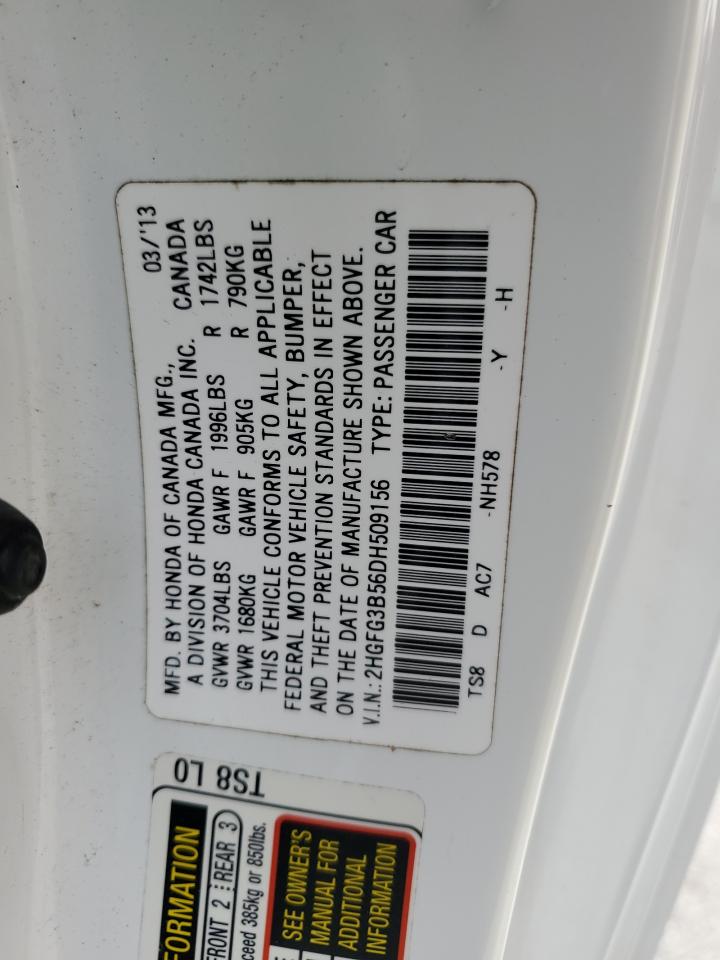 MFD. BY HONDA OF CANADA MFG., 03/'13
A DIVISION OF HONDA CANADA INC. CANADA
GVWR 3704LBS GAWR F 1996LBS R 1742LBS
GVWR 1680KG GAWR F 905KG R 790KG
THIS VEHICLE CONFORMS TO ALL APPLICABLE
FEDERAL MOTOR VEHICLE SAFETY, BUMPER,
AND THEFT PREVENTION STANDARDS IN EFFECT
ON THE DATE OF MANUFACTURE SHOWN ABOVE.
V.I.N.: 2HGFG3B56DH509156 TYPE: PASSENGER CAR
TS8 D AC7 -NH578 -Y -H
TS8 L0
FORMATION
FRONT 2 REAR 3
ceed 385kg or 850lbs.
SEE OWNER'S
MANUAL FOR
ADDITIONAL
INFORMATION